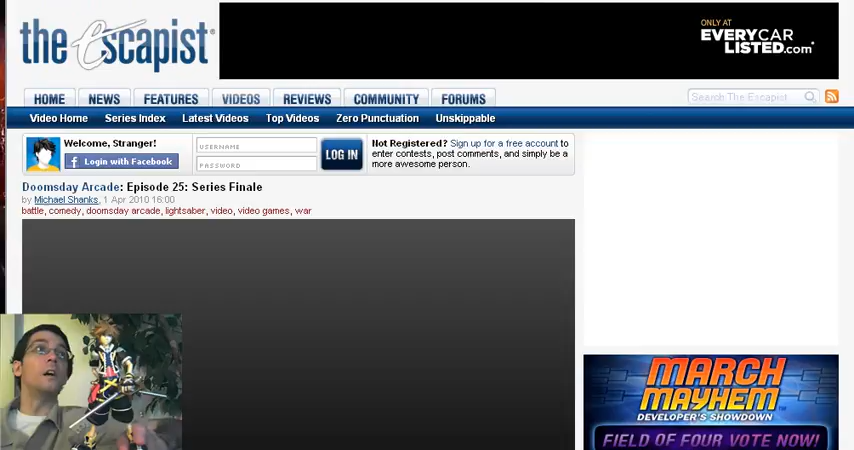 the escapist
ONLY AT
EVERYCAR
LISTED.com
HOME NEWS FEATURES VIDEOS REVIEWS COMMUNITY FORUMS
Search The Escapist
Video Home Series Index Latest Videos Top Videos Zero Punctuation Unskippable
Welcome, Stranger!
f Login with Facebook
USERNAME
PASSWORD
LOG IN
Not Registered? Sign up for a free account to
enter contests, post comments, and simply be a
more awesome person.
Doomsday Arcade: Episode 25: Series Finale
by Michael Shanks, 1 Apr 2010 16:00
battle, comedy, doomsday arcade, lightsaber, video, video games, war
MARCH
MAYHEM
DEVELOPER'S SHOWDOWN
FIELD OF FOUR VOTE NOW!